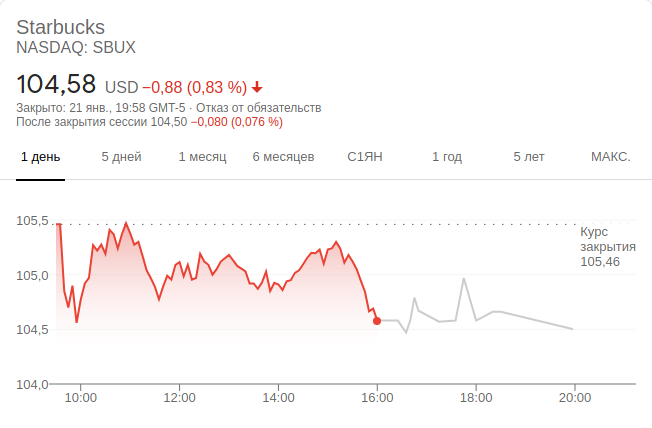 Starbucks
NASDAQ: SBUX
104,58 USD −0,88 (0,83 %)
Закрыто: 21 янв., 19:58 GMT-5 · Отказ от обязательств
После закрытия сессии 104,50 −0,080 (0,076 %)
1 день 5 дней 1 месяц 6 месяцев С1ЯН 1 год 5 лет МАКС.
105,5
105,0
104,5
104,0
Курс
закрытия
105,46
10:00 12:00 14:00 16:00 18:00 20:00